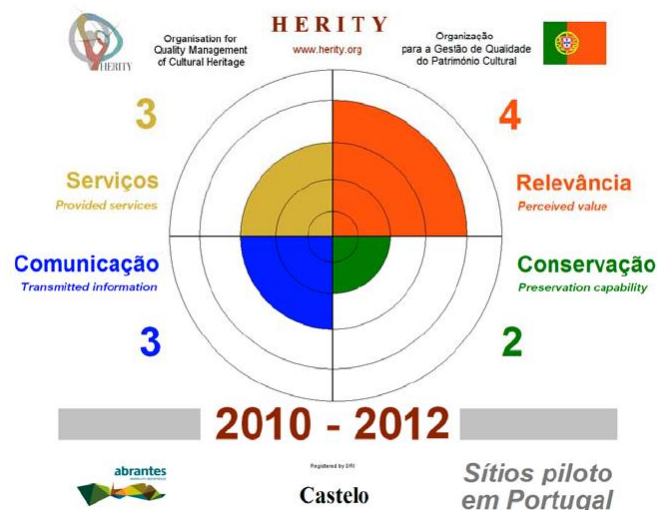 HERITY
HERITY
www.herity.org
Organisation for
Quality Management
of Cultural Heritage
Organização
para a Gestão de Qualidade
do Património Cultural
3
4
Serviços
Provided services
Relevância
Perceived value
Comunicação
Transmitted information
Conservação
Preservation capability
3
2
2010 - 2012
abrantes
Registered by DRI
Castelo
Sítios piloto
em Portugal